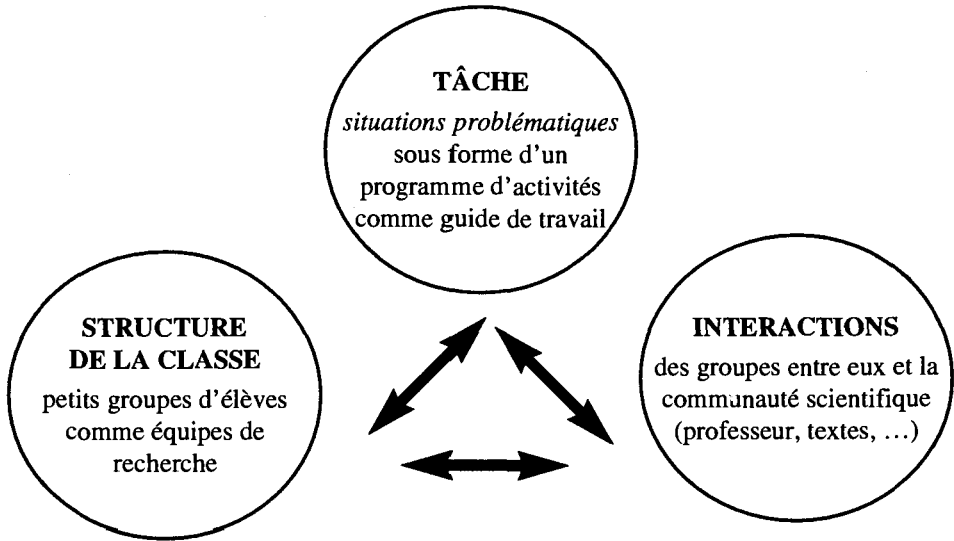 TÂCHE
situations problématiques
sous forme d'un
programme d'activités
comme guide de travail
STRUCTURE
DE LA CLASSE
petits groupes d'élèves
comme équipes de
recherche
INTERACTIONS
des groupes entre eux et la
communauté scientifique
(professeur, textes, …)